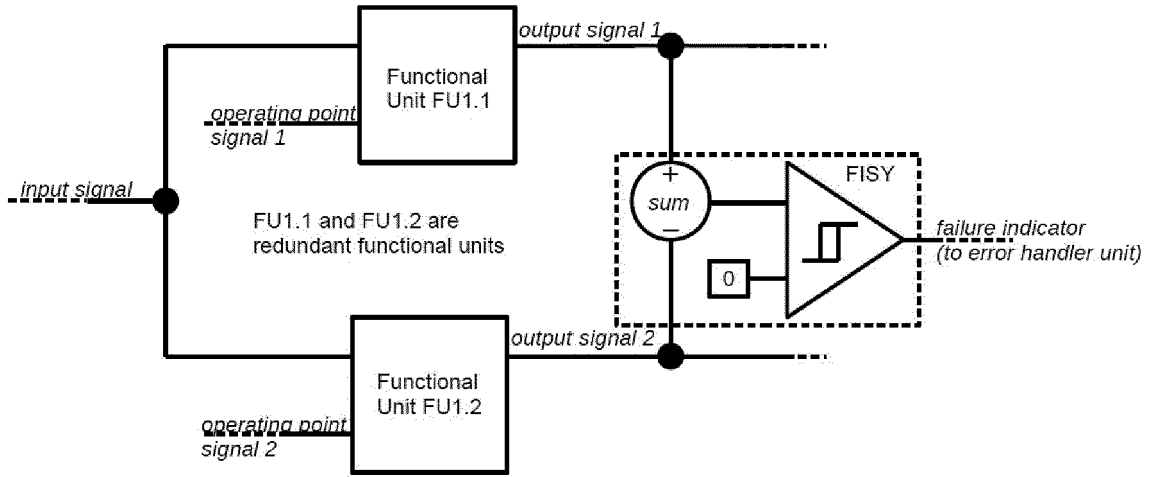 output signal 1
Functional
Unit FU1.1
operating point
signal 1
input signal
FU1.1 and FU1.2 are
redundant functional units
+
sum
−
FISY
0
failure indicator
(to error handler unit)
output signal 2
Functional
Unit FU1.2
operating point
signal 2